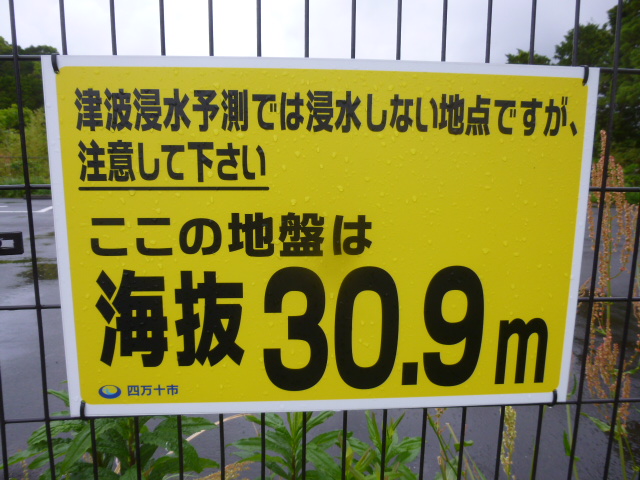 津波浸水予測では浸水しない地点ですが、
注意して下さい
ここの地盤は
海抜30.9m
四万十市